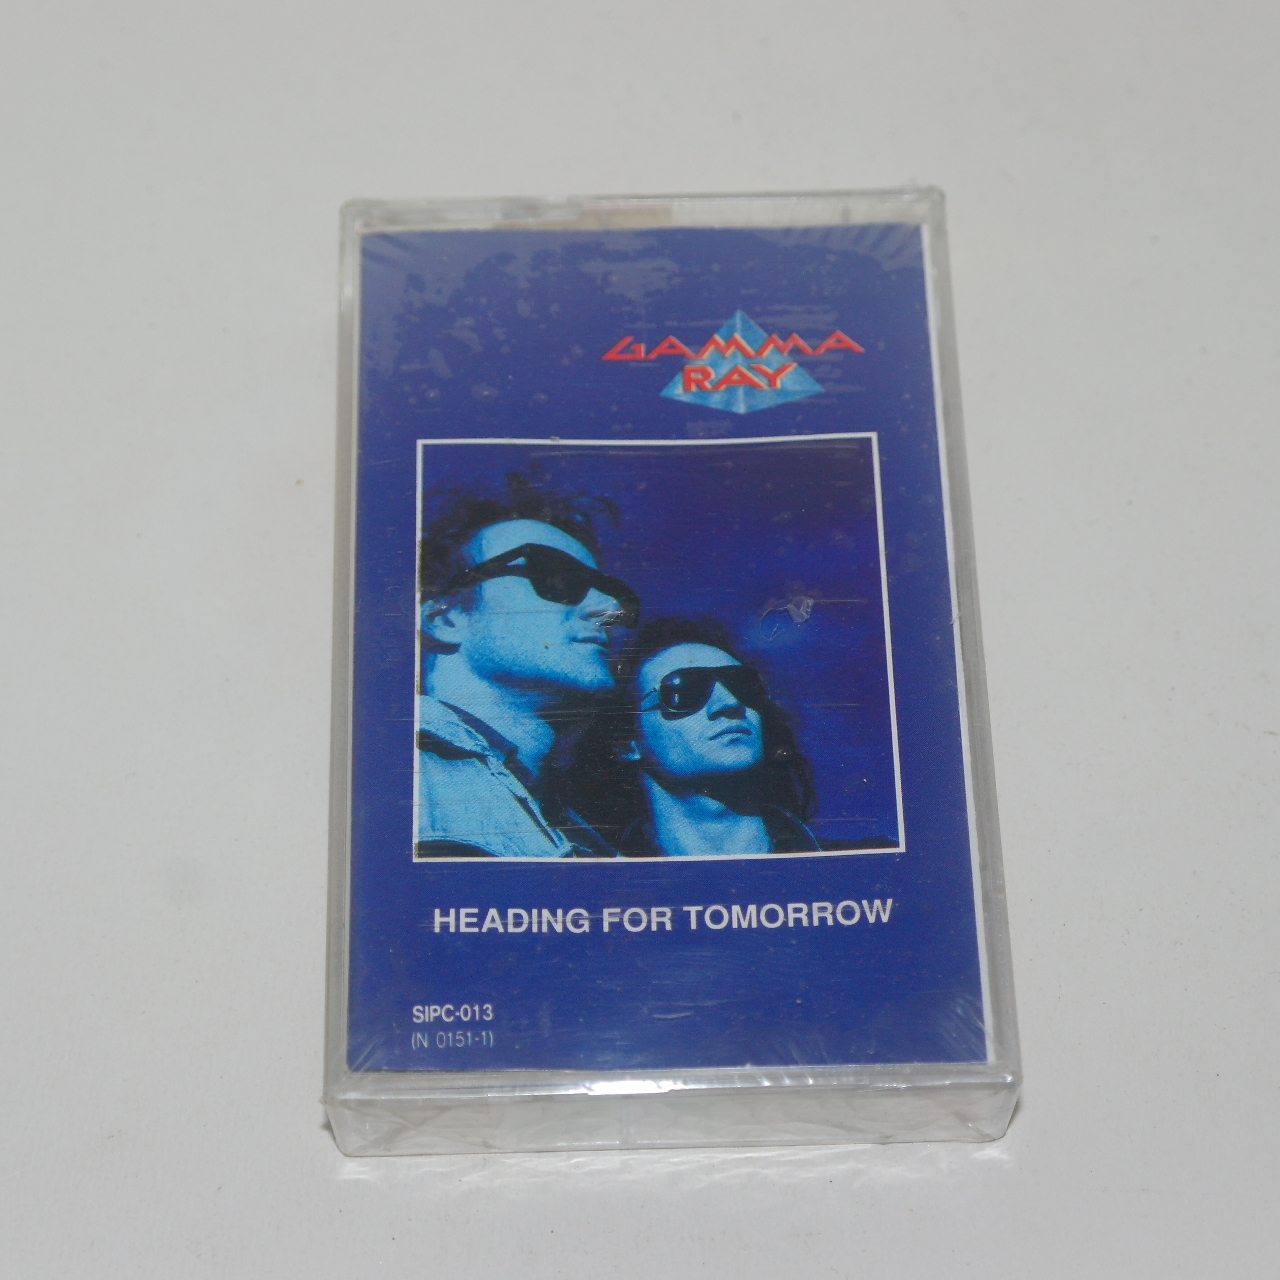 GAMMA
RAY
HEADING FOR TOMORROW
SIPC-013
(N 0151-1)